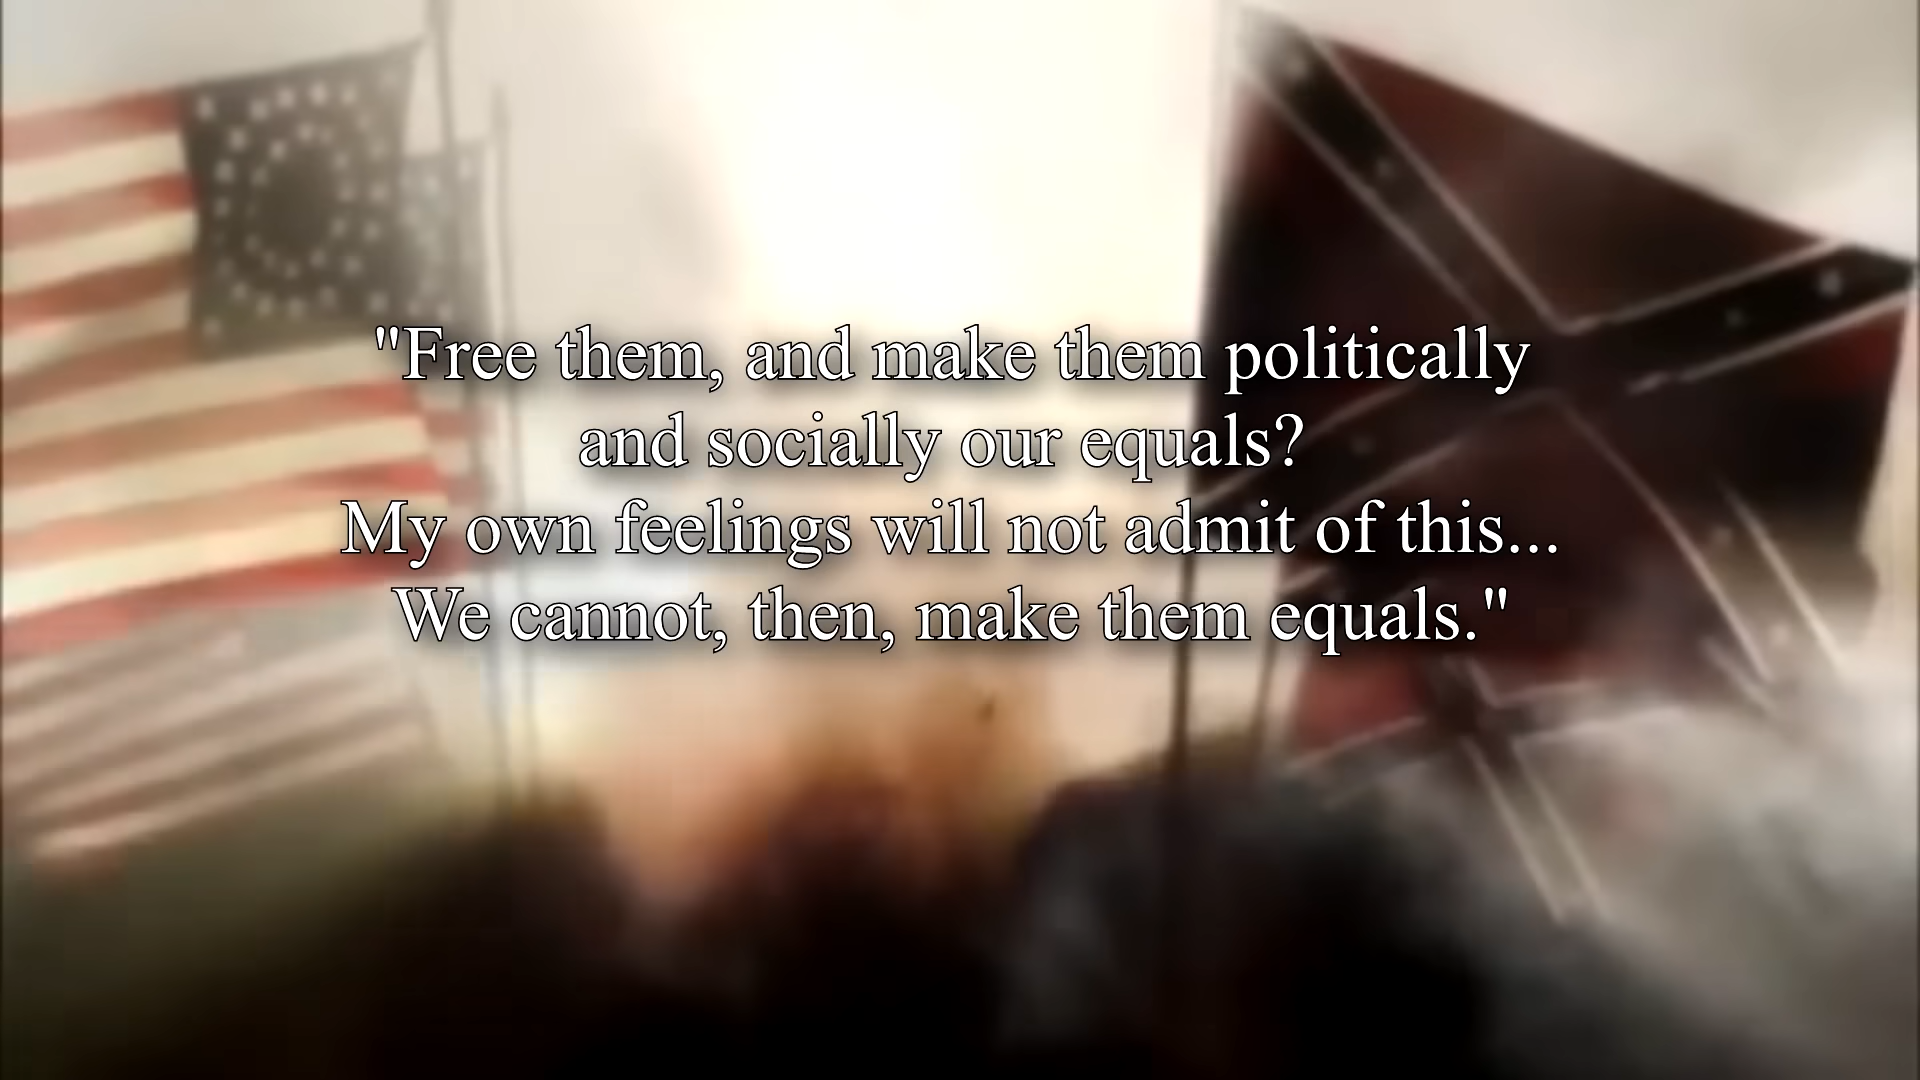 "Free them, and make them politically
and socially our equals?
My own feelings will not admit of this...
We cannot, then, make them equals."